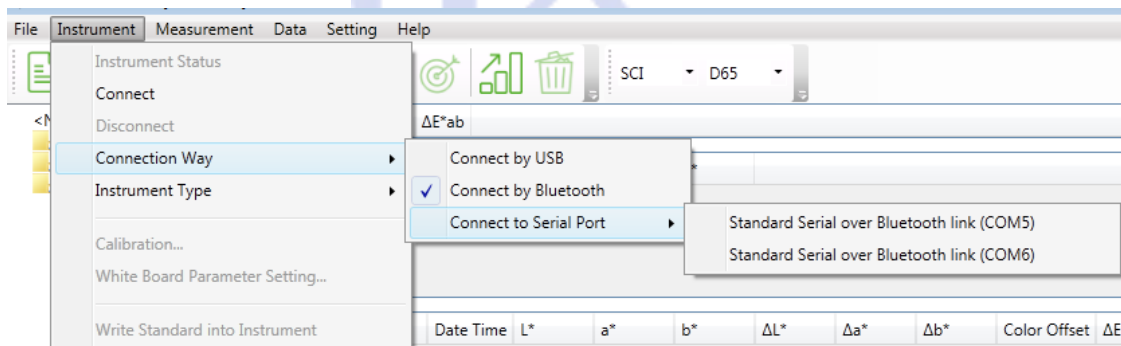 File Instrument Measurement Data Setting Help
Instrument Status
Connect
Disconnect
Connection Way
Instrument Type
Calibration...
White Board Parameter Setting...
Write Standard into Instrument
SCI D65
ΔE*ab
Connect by USB
Connect by Bluetooth
Connect to Serial Port
Standard Serial over Bluetooth link (COM5)
Standard Serial over Bluetooth link (COM6)
Date Time L* a* b* ΔL* Δa* Δb* Color Offset ΔE